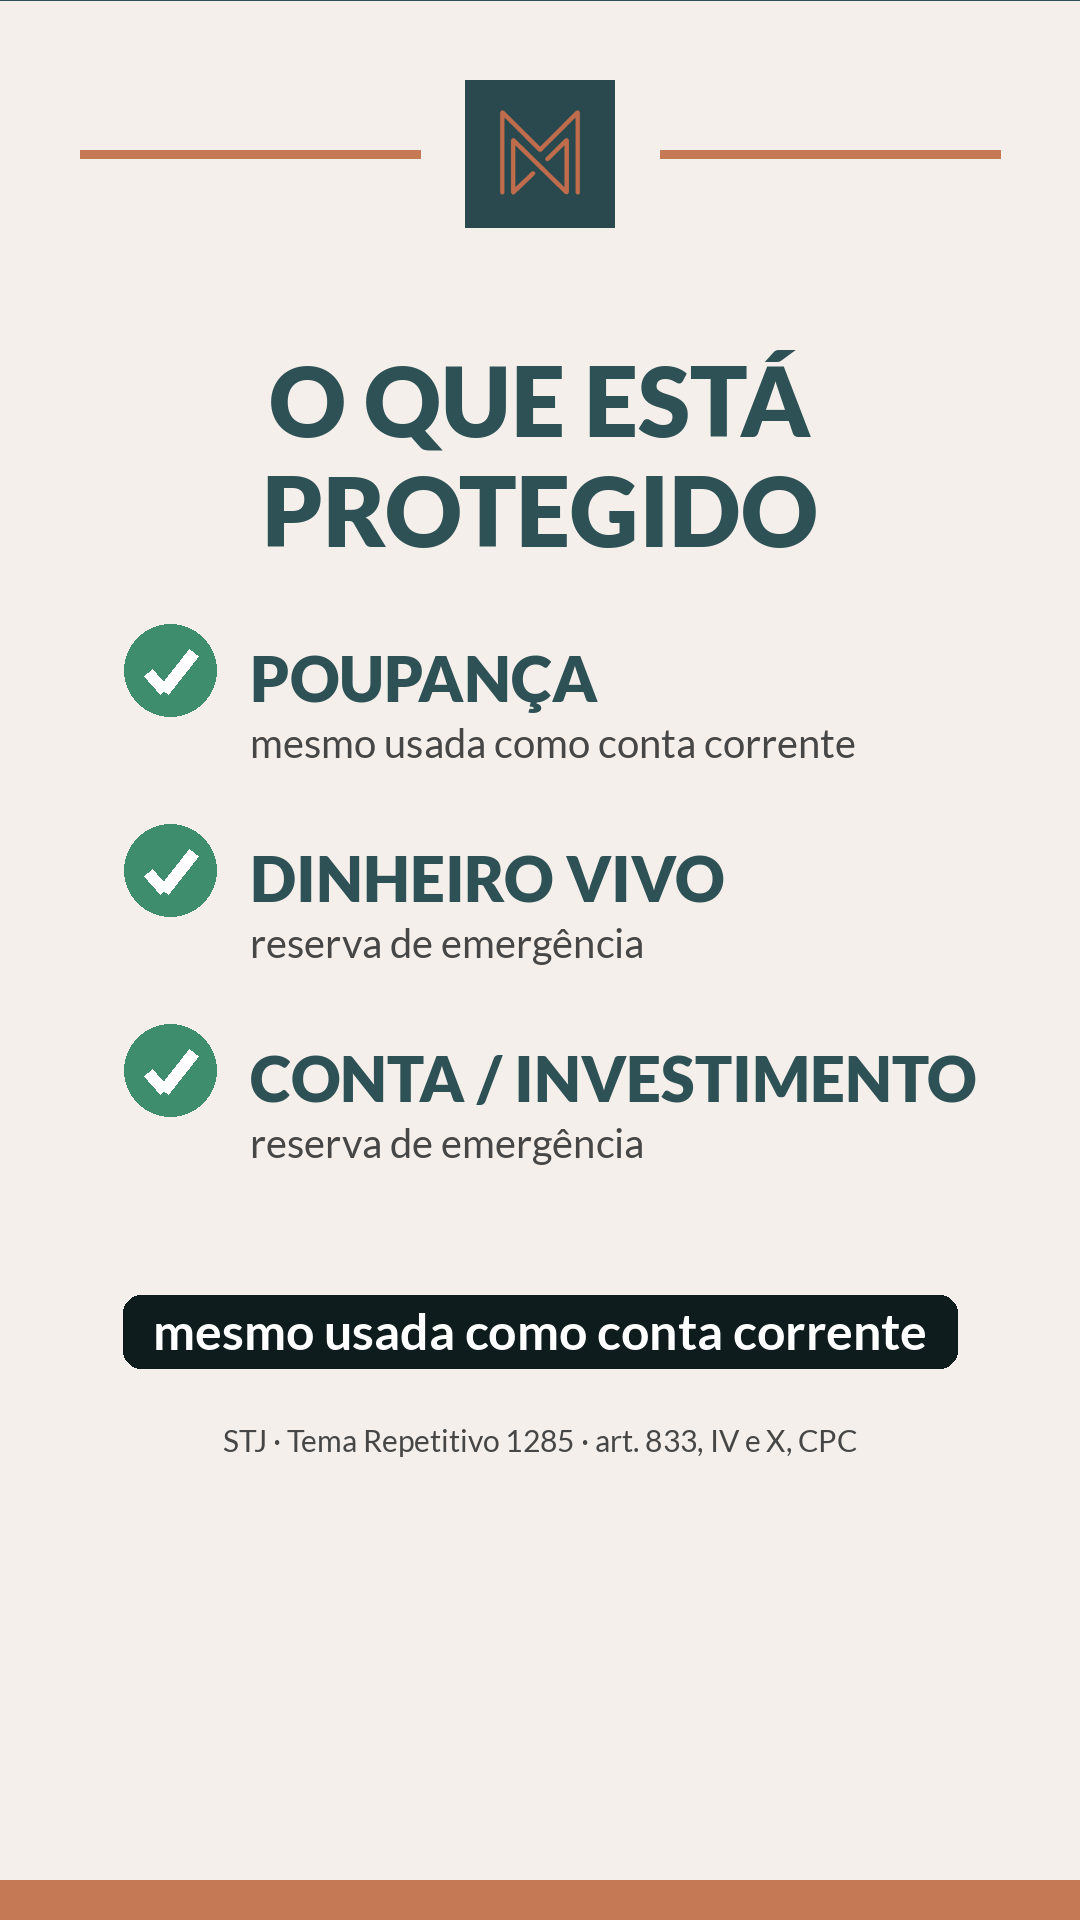 O QUE ESTÁ
PROTEGIDO
POUPANÇA
mesmo usada como conta corrente
DINHEIRO VIVO
reserva de emergência
CONTA / INVESTIMENTO
reserva de emergência
mesmo usada como conta corrente
STJ · Tema Repetitivo 1285 · art. 833, IV e X, CPC